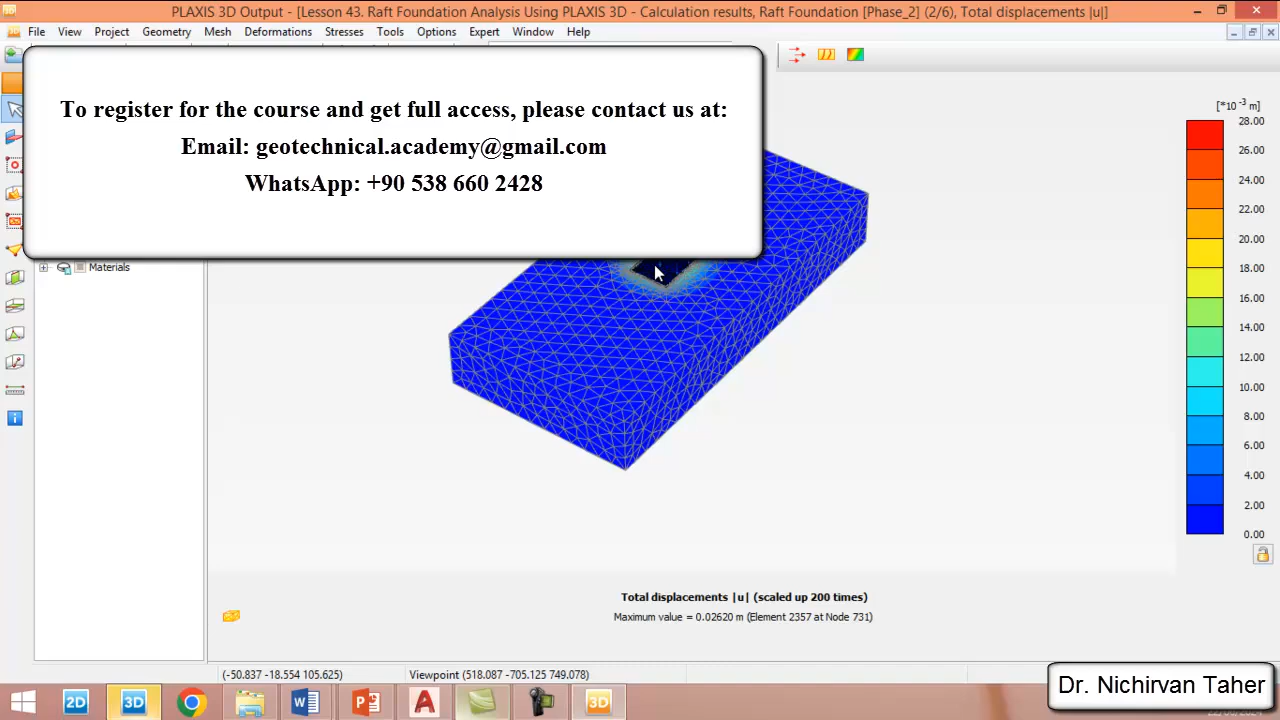 PLAXIS 3D Output - [Lesson 43. Raft Foundation Analysis Using PLAXIS 3D - Calculation results, Raft Foundation [Phase_2] (2/6), Total displacements |u|]
File View Project Geometry Mesh Deformations Stresses Tools Options Expert Window Help
To register for the course and get full access, please contact us at:
Email: geotechnical.academy@gmail.com
WhatsApp: +90 538 660 2428
Materials
[*10 -3 m]
28.00
26.00
24.00
22.00
20.00
18.00
16.00
14.00
12.00
10.00
8.00
6.00
4.00
2.00
0.00
Total displacements |u| (scaled up 200 times)
Maximum value = 0.02620 m (Element 2357 at Node 731)
(-50.837 -18.554 105.625)
Viewpoint (518.087 -705.125 749.078)
Dr. Nichirvan Taher
2D 3D 3D